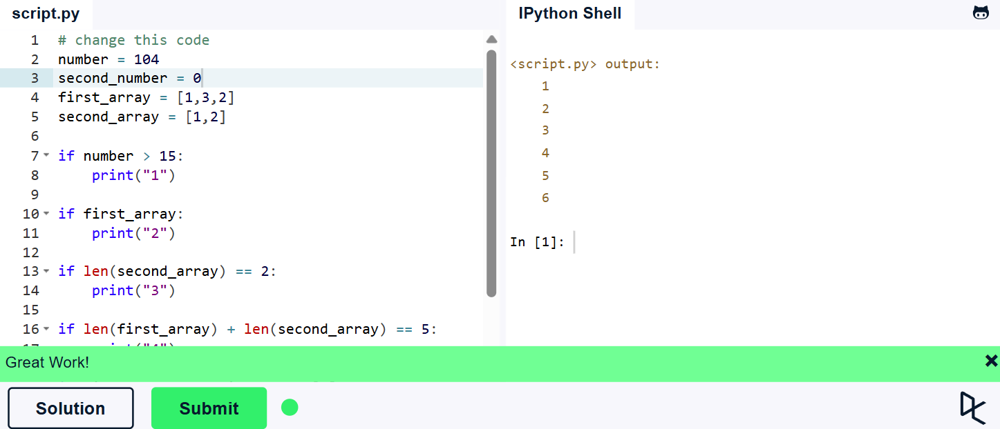 script.py
1 # change this code
2 number = 104
3 second_number = 0
4 first_array = [1,3,2]
5 second_array = [1,2]
6
7 if number > 15:
8     print("1")
9
10 if first_array:
11     print("2")
12
13 if len(second_array) == 2:
14     print("3")
15
16 if len(first_array) + len(second_array) == 5:
17     print("4")
IPython Shell
<script.py> output:
1
2
3
4
5
6
In [1]:
Great Work!
Solution
Submit